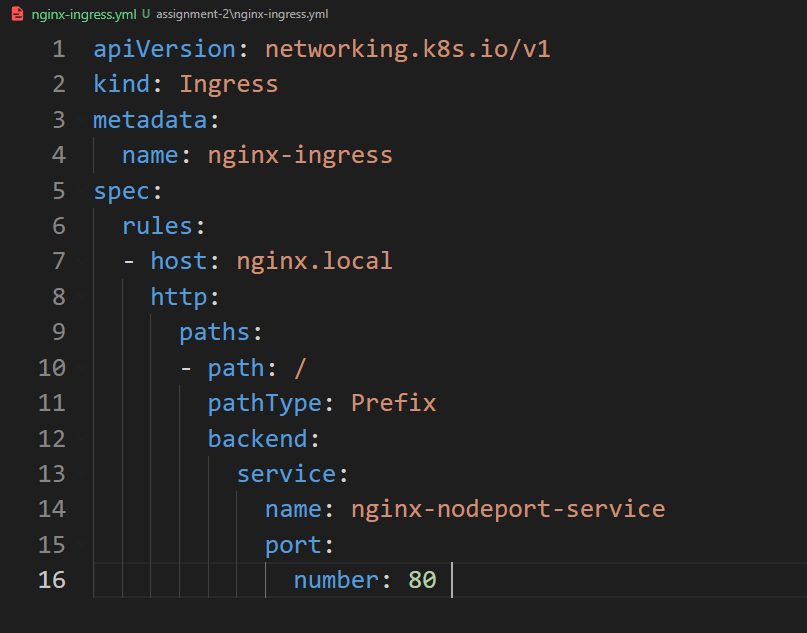 nginx-ingress.yml U assignment-2\nginx-ingress.yml
1 apiVersion: networking.k8s.io/v1
2 kind: Ingress
3 metadata:
4   name: nginx-ingress
5 spec:
6   rules:
7   - host: nginx.local
8     http:
9       paths:
10       - path: /
11         pathType: Prefix
12         backend:
13           service:
14             name: nginx-nodeport-service
15             port:
16               number: 80